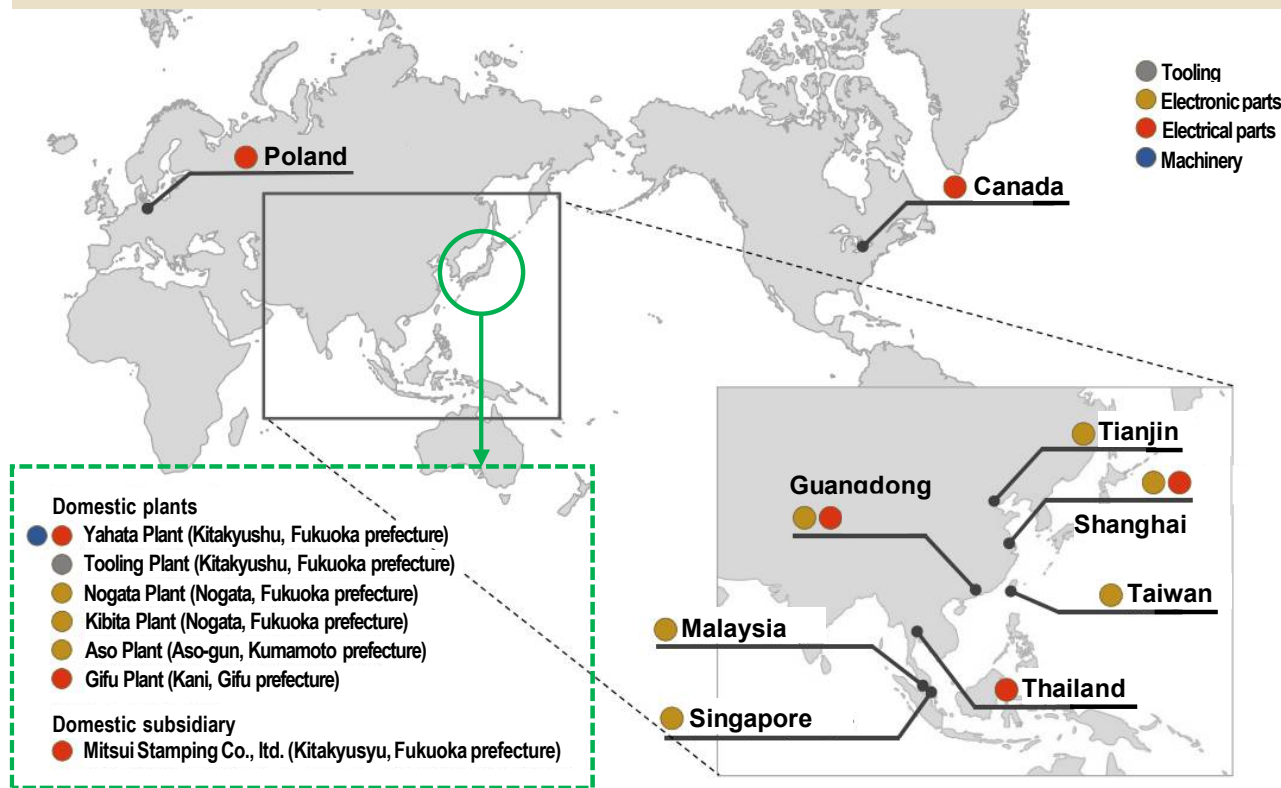 Tooling
Electronic parts
Electrical parts
Machinery
Poland
Canada
Tianjin
Guangdong
Shanghai
Taiwan
Malaysia
Thailand
Singapore
Domestic plants
Yahata Plant (Kitakyushu, Fukuoka prefecture)
Tooling Plant (Kitakyushu, Fukuoka prefecture)
Nogata Plant (Nogata, Fukuoka prefecture)
Kibita Plant (Nogata, Fukuoka prefecture)
Aso Plant (Aso-gun, Kumamoto prefecture)
Gifu Plant (Kani, Gifu prefecture)
Domestic subsidiary
Mitsui Stamping Co., ltd. (Kitakyusyu, Fukuoka prefecture)